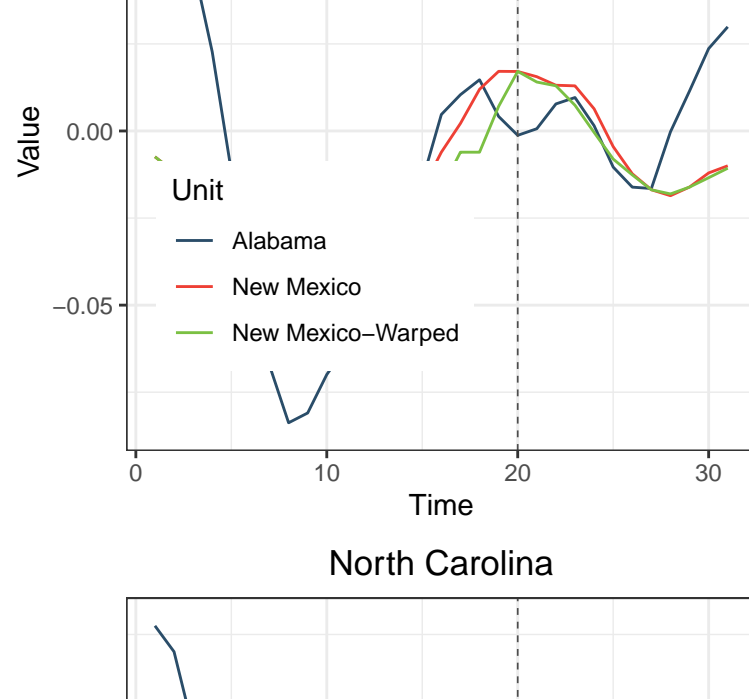 Value
0.00
−0.05
Unit
Alabama
New Mexico
New Mexico−Warped
0 10 20 30
Time
North Carolina